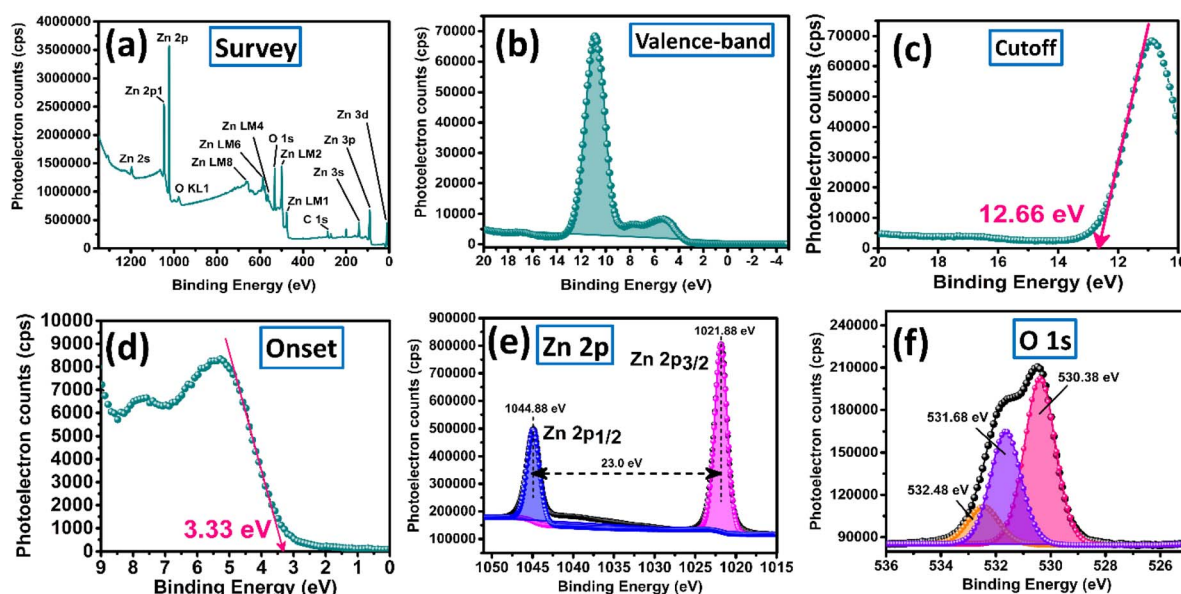 (a)
Survey
Photoelectron counts (cps)
4000000
3500000
3000000
2500000
2000000
1500000
1000000
500000
0
Zn 2p
Zn 2p1
Zn 2s
O KL1
Zn LM8
Zn LM6
Zn LM4
O 1s
Zn LM2
Zn LM1
C 1s
Zn 3s
Zn 3p
Zn 3d
1200 1000 800 600 400 200 0
Binding Energy (eV)
(b)
Valence-band
Photoelectron counts (cps)
80000
70000
60000
50000
40000
30000
20000
10000
0
20 18 16 14 12 10 8 6 4 2 0 -2 -4
Binding Energy (eV)
(c)
Cutoff
Photoelectron counts (cps)
70000
60000
50000
40000
30000
20000
10000
0
12.66 eV
20 18 16 14 12 10
Binding Energy (eV)
(d)
Onset
Photoelectron counts (cps)
10000
9000
8000
7000
6000
5000
4000
3000
2000
1000
0
3.33 eV
9 8 7 6 5 4 3 2 1 0
Binding Energy (eV)
(e)
Zn 2p
Photoelectron counts (cps)
900000
800000
700000
600000
500000
400000
300000
200000
100000
1021.88 eV
Zn 2p3/2
1044.88 eV
Zn 2p1/2
23.0 eV
1050 1045 1040 1035 1030 1025 1020 1015
Binding Energy (eV)
(f)
O 1s
Photoelectron counts (cps)
240000
210000
180000
150000
120000
90000
530.38 eV
531.68 eV
532.48 eV
536 534 532 530 528 526
Binding Energy (eV)